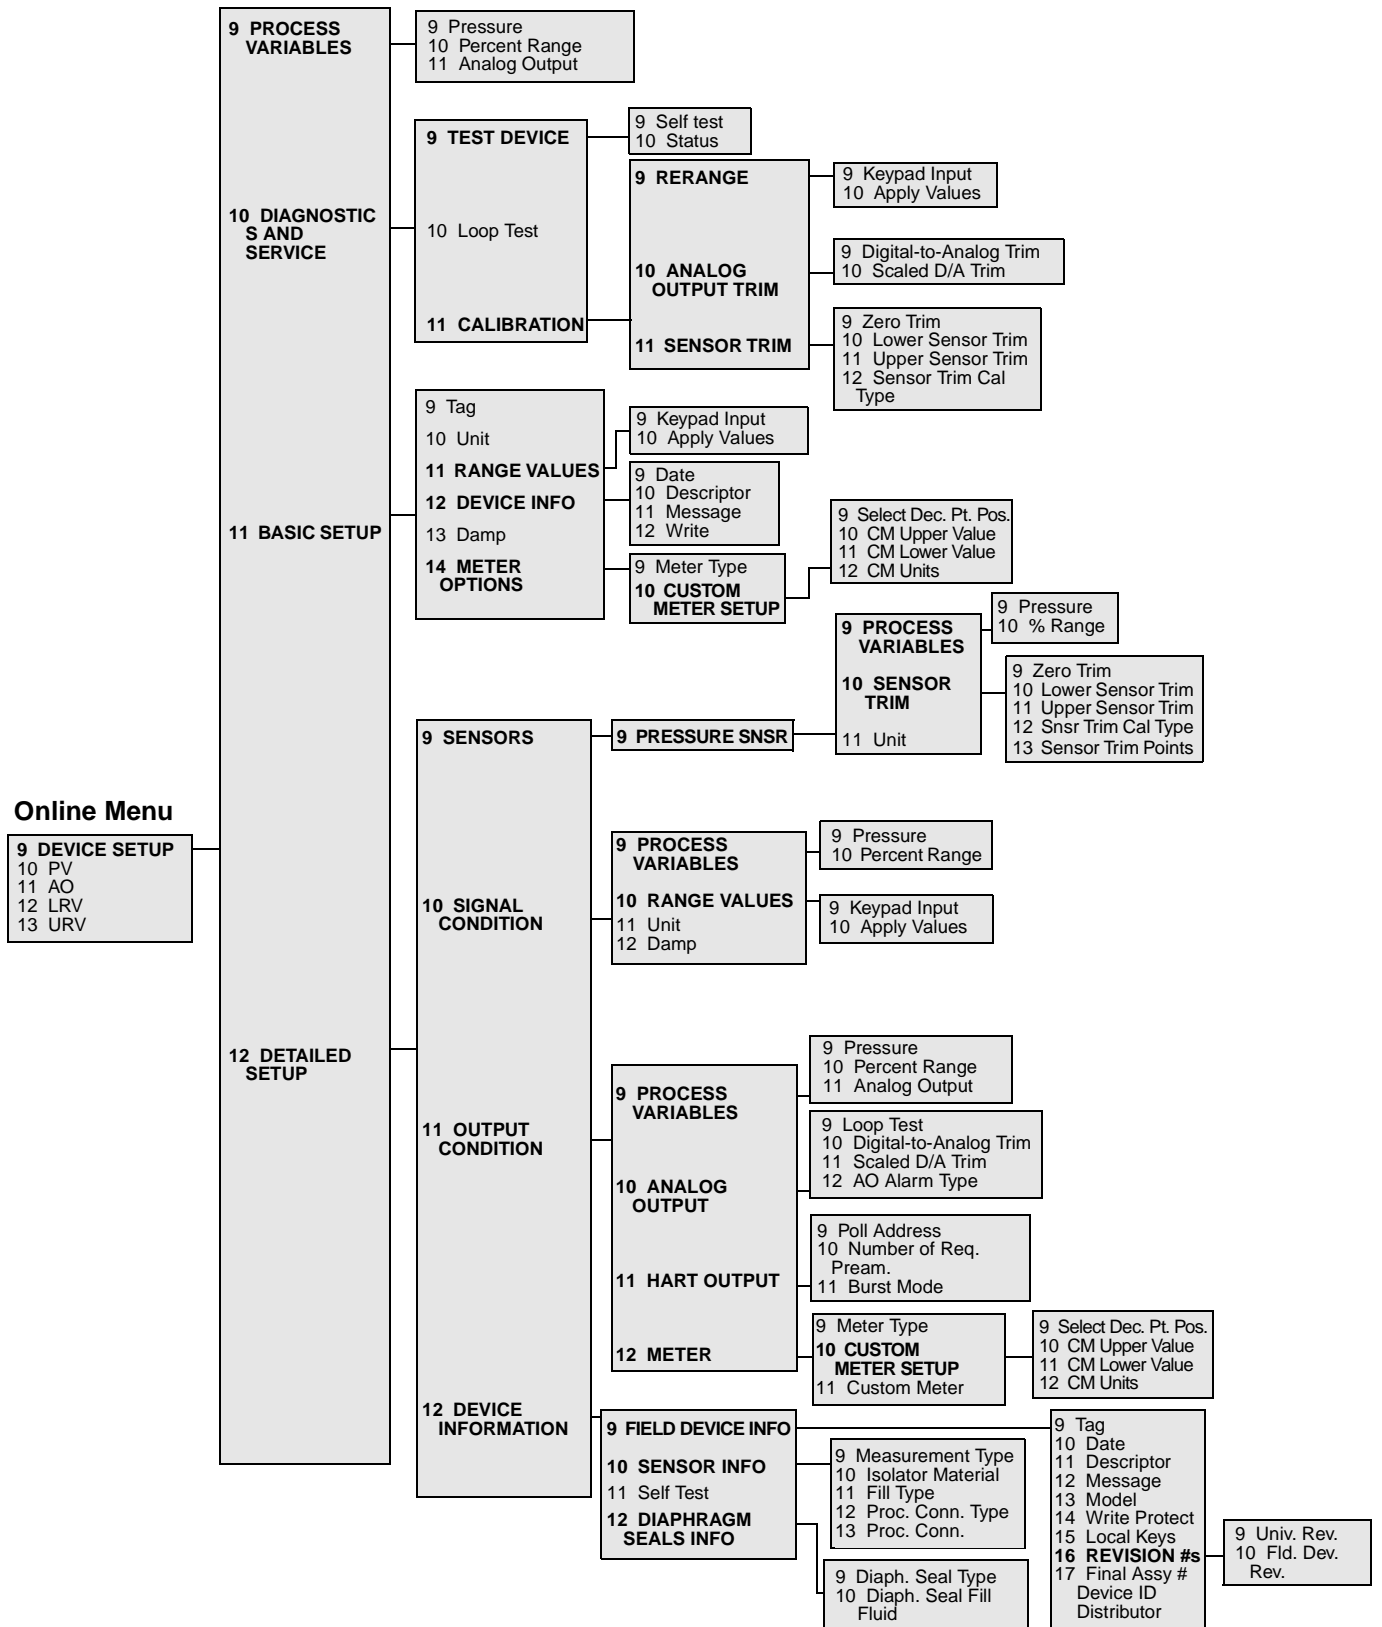 Online Menu
9 DEVICE SETUP
10 PV
11 AO
12 LRV
13 URV
9 PROCESS
VARIABLES
10 DIAGNOSTIC
S AND
SERVICE
11 BASIC SETUP
12 DETAILED
SETUP
9 Pressure
10 Percent Range
11 Analog Output
9 TEST DEVICE
10 Loop Test
11 CALIBRATION
9 Self test
10 Status
9 RERANGE
10 ANALOG
OUTPUT TRIM
11 SENSOR TRIM
9 Keypad Input
10 Apply Values
9 Digital-to-Analog Trim
10 Scaled D/A Trim
9 Zero Trim
10 Lower Sensor Trim
11 Upper Sensor Trim
12 Sensor Trim Cal
Type
9 Tag
10 Unit
11 RANGE VALUES
12 DEVICE INFO
13 Damp
14 METER
OPTIONS
9 Keypad Input
10 Apply Values
9 Date
10 Descriptor
11 Message
12 Write
9 Meter Type
10 CUSTOM
METER SETUP
9 Select Dec. Pt. Pos.
10 CM Upper Value
11 CM Lower Value
12 CM Units
9 SENSORS
10 SIGNAL
CONDITION
11 OUTPUT
CONDITION
12 DEVICE
INFORMATION
9 PRESSURE SNSR
9 PROCESS
VARIABLES
10 SENSOR
TRIM
11 Unit
9 Pressure
10 % Range
9 Zero Trim
10 Lower Sensor Trim
11 Upper Sensor Trim
12 Snsr Trim Cal Type
13 Sensor Trim Points
9 PROCESS
VARIABLES
10 RANGE VALUES
11 Unit
12 Damp
9 Pressure
10 Percent Range
9 Keypad Input
10 Apply Values
9 PROCESS
VARIABLES
10 ANALOG
OUTPUT
11 HART OUTPUT
12 METER
9 Pressure
10 Percent Range
11 Analog Output
9 Loop Test
10 Digital-to-Analog Trim
11 Scaled D/A Trim
12 AO Alarm Type
9 Poll Address
10 Number of Req.
Pream.
11 Burst Mode
9 Meter Type
10 CUSTOM
METER SETUP
11 Custom Meter
9 Select Dec. Pt. Pos.
10 CM Upper Value
11 CM Lower Value
12 CM Units
9 FIELD DEVICE INFO
10 SENSOR INFO
11 Self Test
12 DIAPHRAGM
SEALS INFO
9 Measurement Type
10 Isolator Material
11 Fill Type
12 Proc. Conn. Type
13 Proc. Conn.
9 Diaph. Seal Type
10 Diaph. Seal Fill
Fluid
9 Tag
10 Date
11 Descriptor
12 Message
13 Model
14 Write Protect
15 Local Keys
16 REVISION #s
17 Final Assy #
Device ID
Distributor
9 Univ. Rev.
10 Fld. Dev.
Rev.